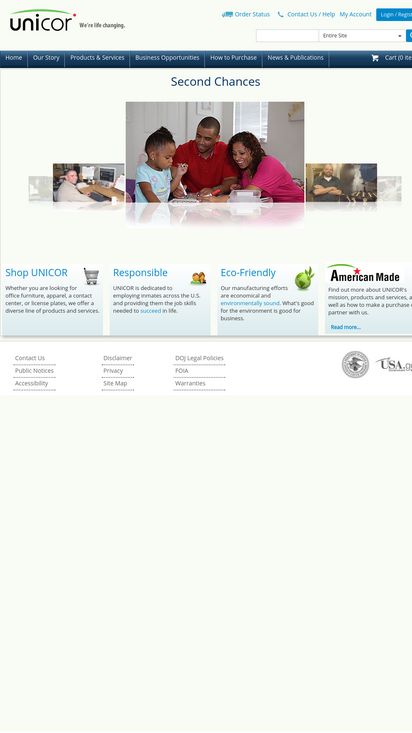 unicor
We're life-changing.
Order Status
Contact Us / Help
My Account
Login / Regis
Entire Site
Home
Our Story
Products & Services
Business Opportunities
How to Purchase
News & Publications
Cart (0 ite
Second Chances
Shop UNICOR
Whether you are looking for
office furniture, apparel, a contact
center, or license plates, we offer a
diverse line of products and services.
Responsible
UNICOR is dedicated to
employing inmates across the U.S.
and providing them the job skills
needed to succeed in life.
Eco-Friendly
Our manufacturing efforts
are economical and
environmentally sound. What's good
for the environment is good for
business.
American Made
Find out more about UNICOR's
mission, products and services, a
well as how to make a purchase o
partner with us.
Read more...
Contact Us
Public Notices
Accessibility
Disclaimer
Privacy
Site Map
DOJ Legal Policies
FOIA
Warranties
USA.go